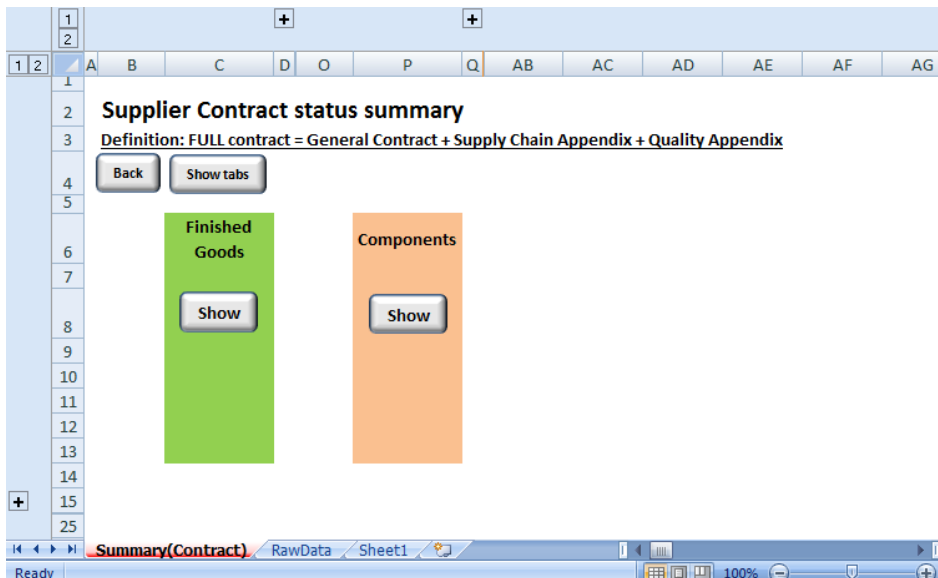 1
2
1 2 A B C D O P Q AB AC AD AE AF AG
1
2 Supplier Contract status summary
3 Definition: FULL contract = General Contract + Supply Chain Appendix + Quality Appendix
4 Back Show tabs
5
Finished
6 Goods Components
7
8 Show Show
9
10
11
12
13
14
15
25
Summary(Contract) RawData Sheet1
Ready 100%